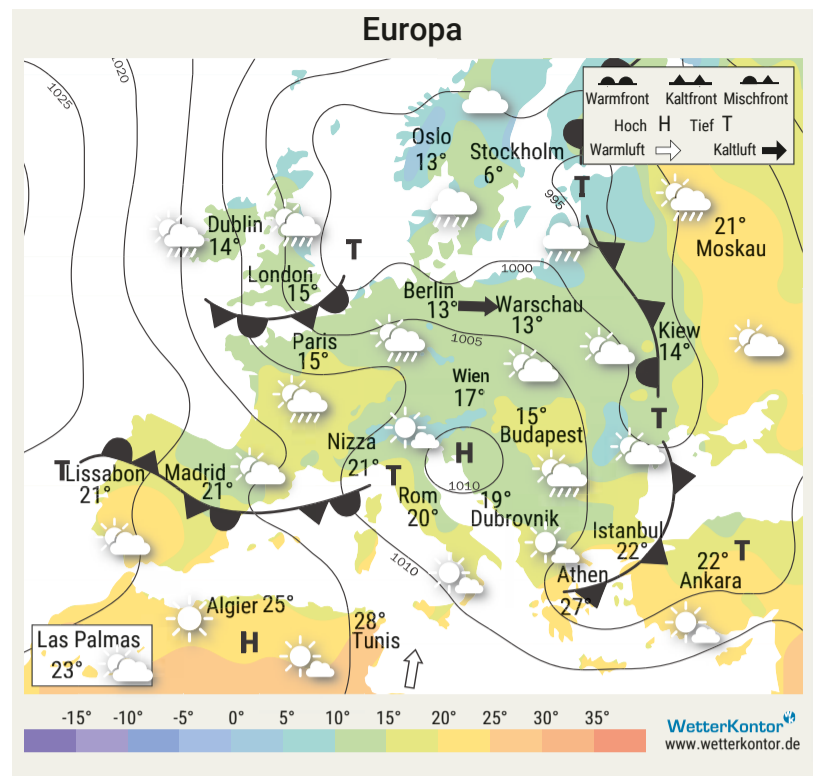 Europa
1025
1020
Warmfront Kaltfront Mischfront
Hoch H Tief T
Warmluft Kaltluft
Oslo
13°
Stockholm
6°
T
995
21°
Moskau
Dublin
14°
T
London
15°
1000
Berlin
13°
Warschau
13°
Kiew
14°
Paris
15°
1005
Wien
17°
15°
Budapest
T
Nizza
21°
H
1010
T
Lissabon
21°
Madrid
21°
T
Rom
20°
19°
Dubrovnik
Istanbul
22°
T
22°
Ankara
1010
Athen
27°
Algier 25°
H
28°
Tunis
Las Palmas
23°
-15° -10° -5° 0° 5° 10° 15° 20° 25° 30° 35°
WetterKontor
www.wetterkontor.de